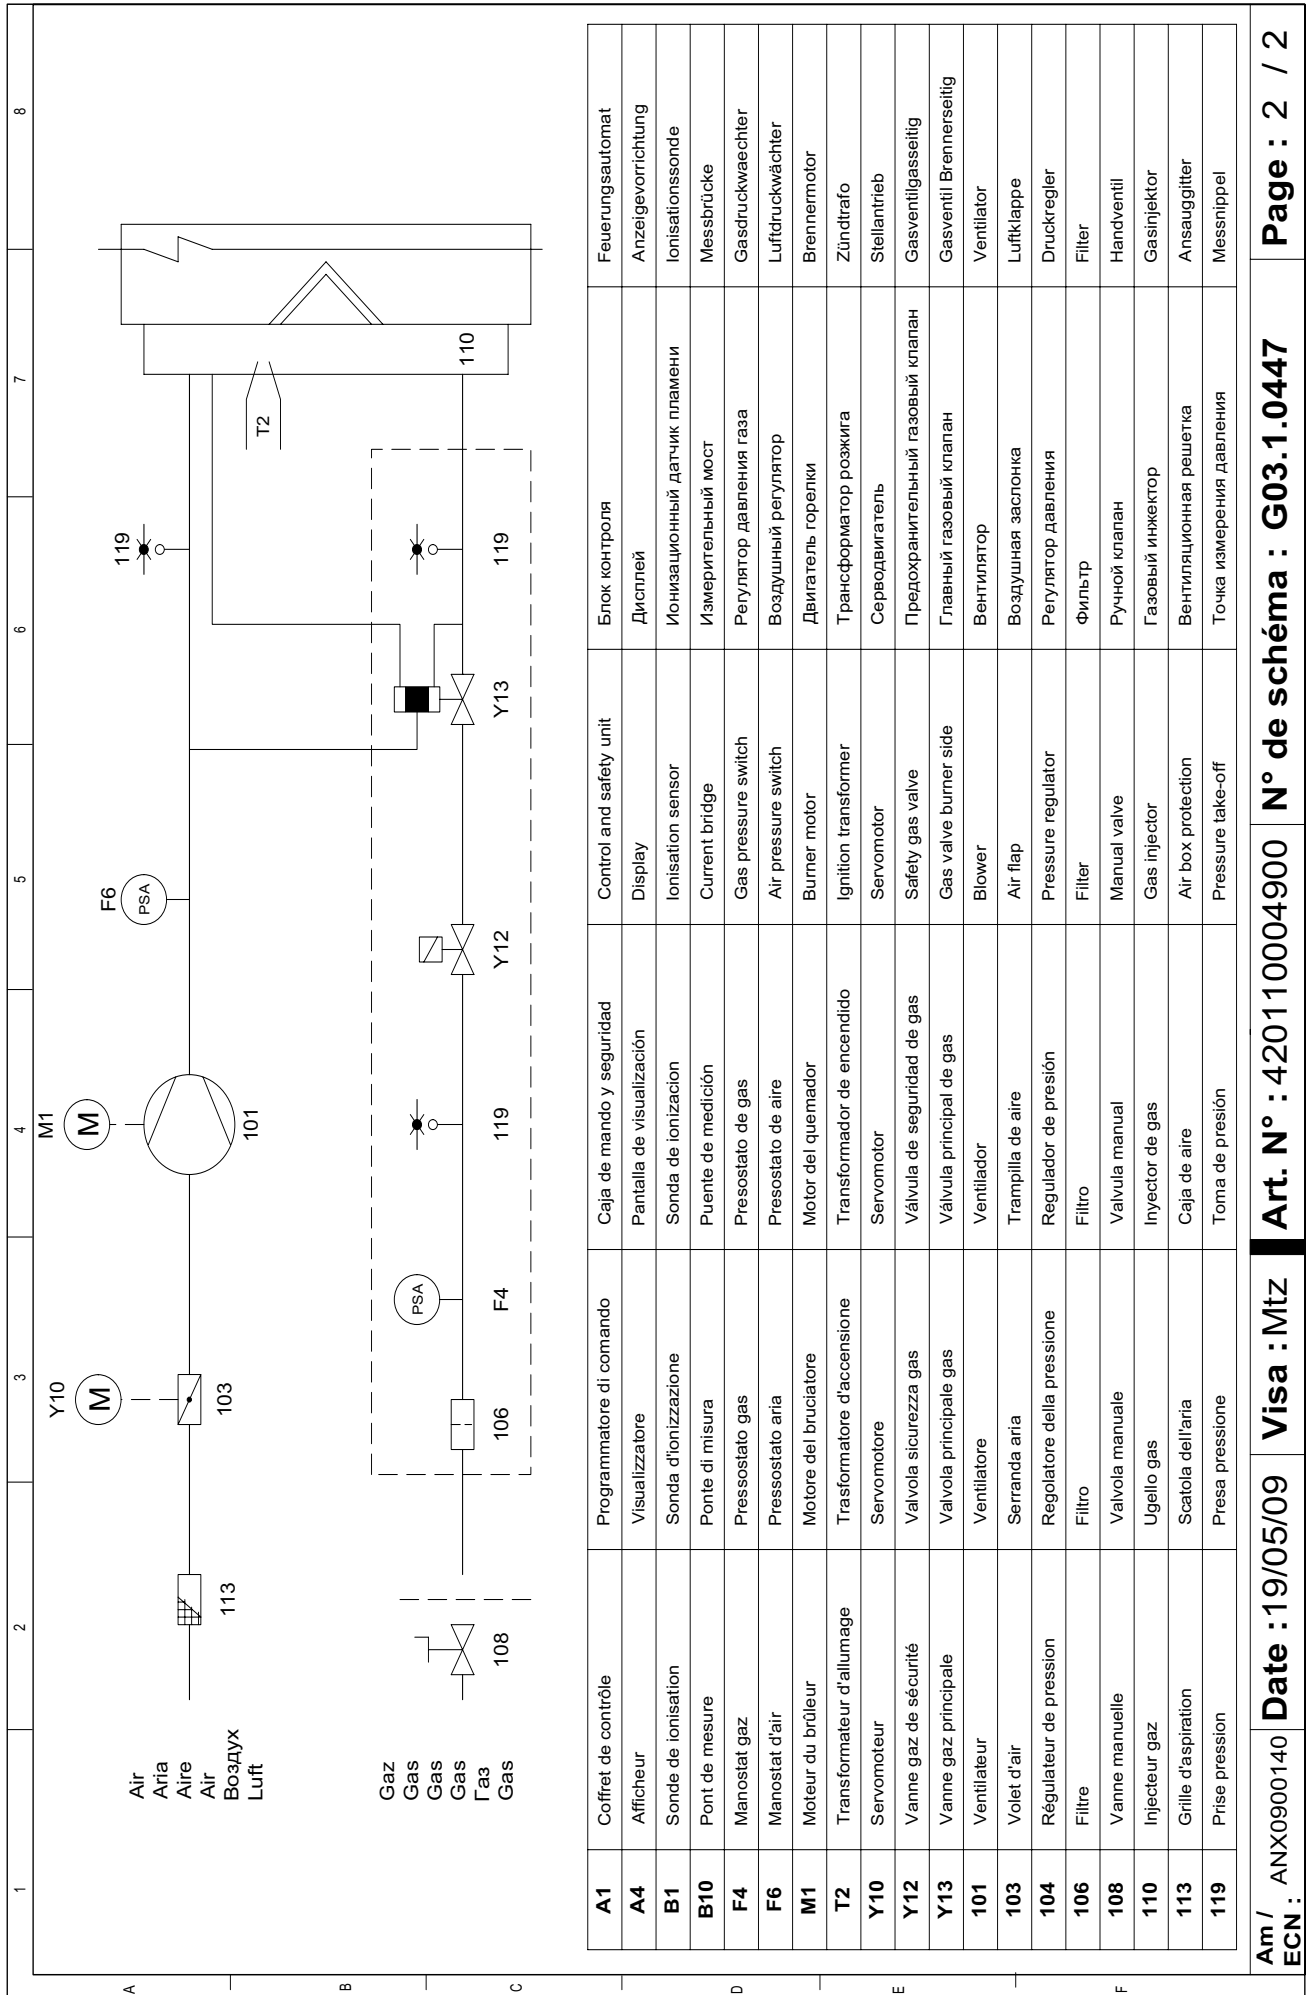 1 2 3 4 5 6 7 8
A
B
C
D
E
F
Air
Aria
Aire
Air
Воздух
Luft
Gaz
Gas
Gas
Gas
Газ
Gas
113
Y10
M
103
M1
M
101
F6
PSA
119
T2
110
108
106
PSA
F4
119
Y12
Y13
119
A1 Coffret de contrôle Programmatore di comando Caja de mando y seguridad Control and safety unit Блок контроля Feuerungsautomat
A4 Afficheur Visualizzatore Pantalla de visualización Display Дисплей Anzeigevorrichtung
B1 Sonde de ionisation Sonda d'ionizzazione Sonda de ionizacion Ionisation sensor Ионизационный датчик пламени Ionisationssonde
B10 Pont de mesure Ponte di misura Puente de medición Current bridge Измерительный мост Messbrücke
F4 Manostat gaz Pressostato gas Presostato de gas Gas pressure switch Регулятор давления газа Gasdruckwaechter
F6 Manostat d'air Pressostato aria Presostato de aire Air pressure switch Воздушный регулятор Luftdruckwächter
M1 Moteur du brûleur Motore del bruciatore Motor del quemador Burner motor Двигатель горелки Brennermotor
T2 Transformateur d'allumage Trasformatore d'accensione Transformador de encendido Ignition transformer Трансформатор розжига Zündtrafo
Y10 Servomoteur Servomotore Servomotor Servomotor Серводвигатель Stellantrieb
Y12 Vanne gaz de sécurité Valvola sicurezza gas Válvula de seguridad de gas Safety gas valve Предохранительный газовый клапан Gasventilgasseitig
Y13 Vanne gaz principale Valvola principale gas Válvula principal de gas Gas valve burner side Главный газовый клапан Gasventil Brennerseitig
101 Ventilateur Ventilatore Ventilador Blower Вентилятор Ventilator
103 Volet d'air Serranda aria Trampilla de aire Air flap Воздушная заслонка Luftklappe
104 Régulateur de pression Regolatore della pressione Regulador de presión Pressure regulator Регулятор давления Druckregler
106 Filtre Filtro Filtro Filter Фильтр Filter
108 Vanne manuelle Valvola manuale Valvula manual Manual valve Ручной клапан Handventil
110 Injecteur gaz Ugello gas Inyector de gas Gas injector Газовый инжектор Gasinjektor
113 Grille d'aspiration Scatola dell'aria Caja de aire Air box protection Вентиляционная решетка Ansauggitter
119 Prise pression Presa pressione Toma de presión Pressure take-off Точка измерения давления Messnippel
Am / ECN : ANX0900140 Date : 19/05/09 Visa : Mtz Art. N° : 420110004900 N° de schéma : G03.1.0447 Page : 2 / 2